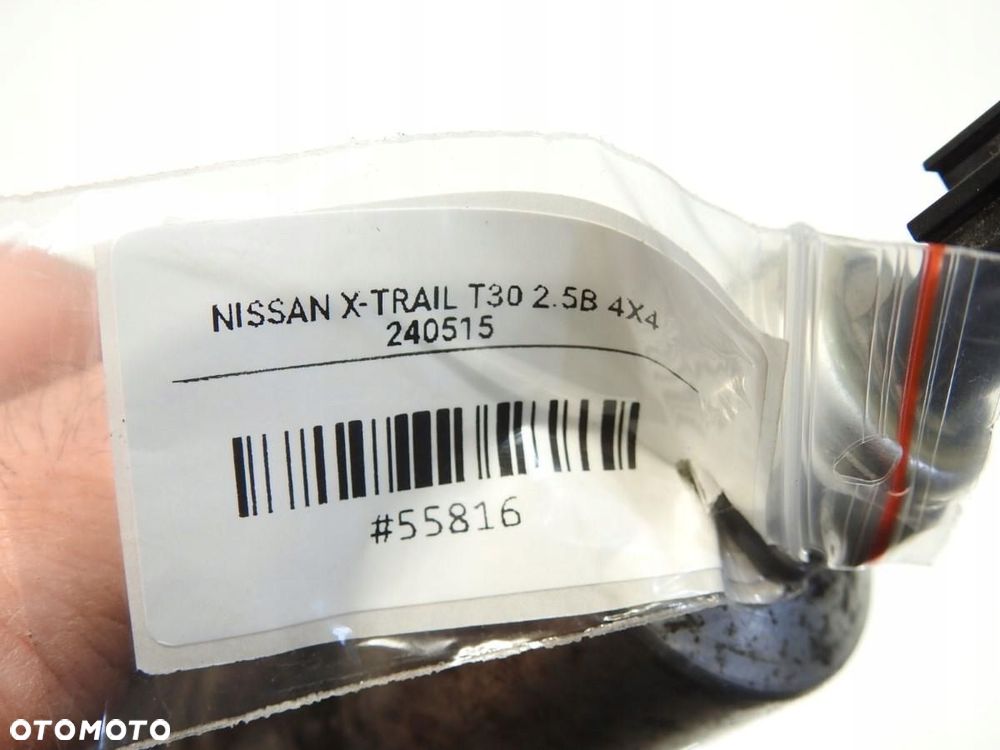 NISSAN X-TRAIL T30 2.5B 4X4
240515
#55816
OTOMOTO